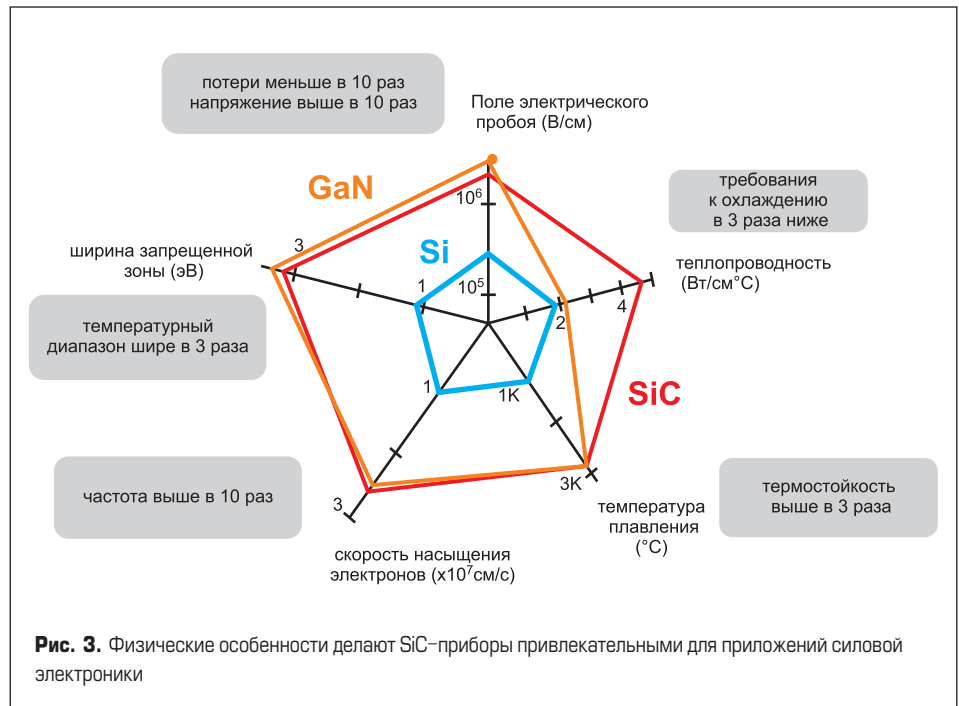 потери меньше в 10 раз
напряжение выше в 10 раз
Поле электрического
пробоя (В/см)
GaN
10⁶
требования
к охлаждению
в 3 раза ниже
ширина запрещенной
зоны (эВ)
3
Si
1
10⁵
теплопроводность
(Вт/см°С)
2
4
температурный
диапазон шире в 3 раза
1
1K
SiC
частота выше в 10 раз
3
3K
температура
плавления
(°C)
термостойкость
выше в 3 раза
скорость насыщения
электронов (x10⁷см/с)
Рис. 3. Физические особенности делают SiC–приборы привлекательными для приложений силовой
электроники